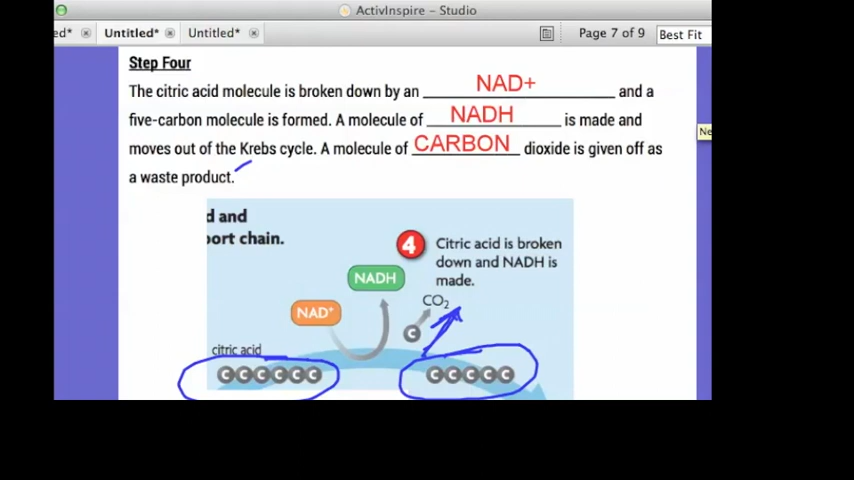 ActivInspire - Studio
ed* Untitled* Untitled* Page 7 of 9 Best Fit
Step Four
The citric acid molecule is broken down by an NAD+ and a
five-carbon molecule is formed. A molecule of NADH is made and
moves out of the Krebs cycle. A molecule of CARBON dioxide is given off as
a waste product.
Ne
d and
port chain.
4 Citric acid is broken
down and NADH is
made.
NADH
CO2
NAD+
C
citric acid
C C C C C C
C C C C C